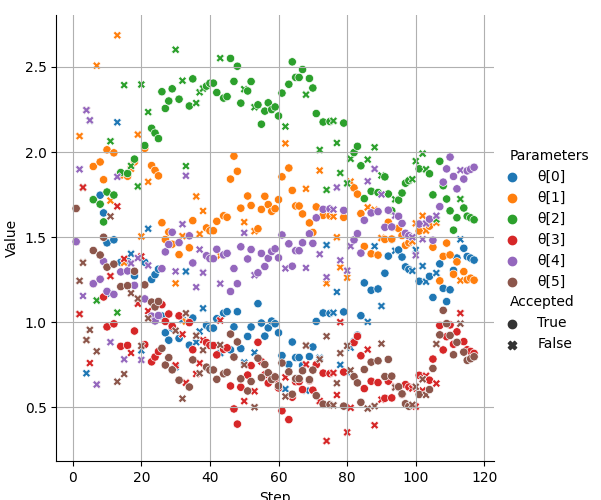 2.5
2.0
1.5
1.0
0.5
Value
0 20 40 60 80 100 120
Step
Parameters
θ[0]
θ[1]
θ[2]
θ[3]
θ[4]
θ[5]
Accepted
True
False